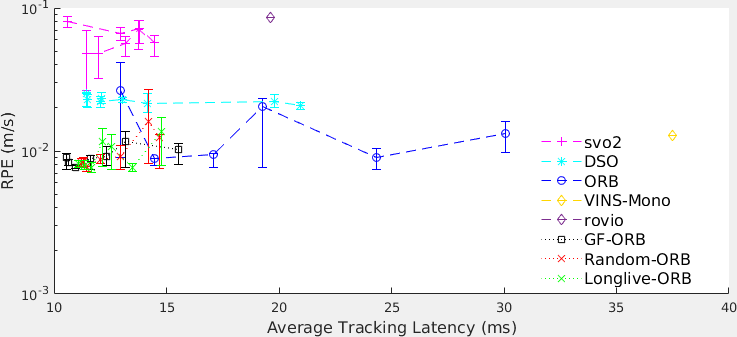 10^-1
10^-2
10^-3
RPE (m/s)
svo2
DSO
ORB
VINS-Mono
rovio
GF-ORB
Random-ORB
Longlive-ORB
10 15 20 25 30 35 40
Average Tracking Latency (ms)